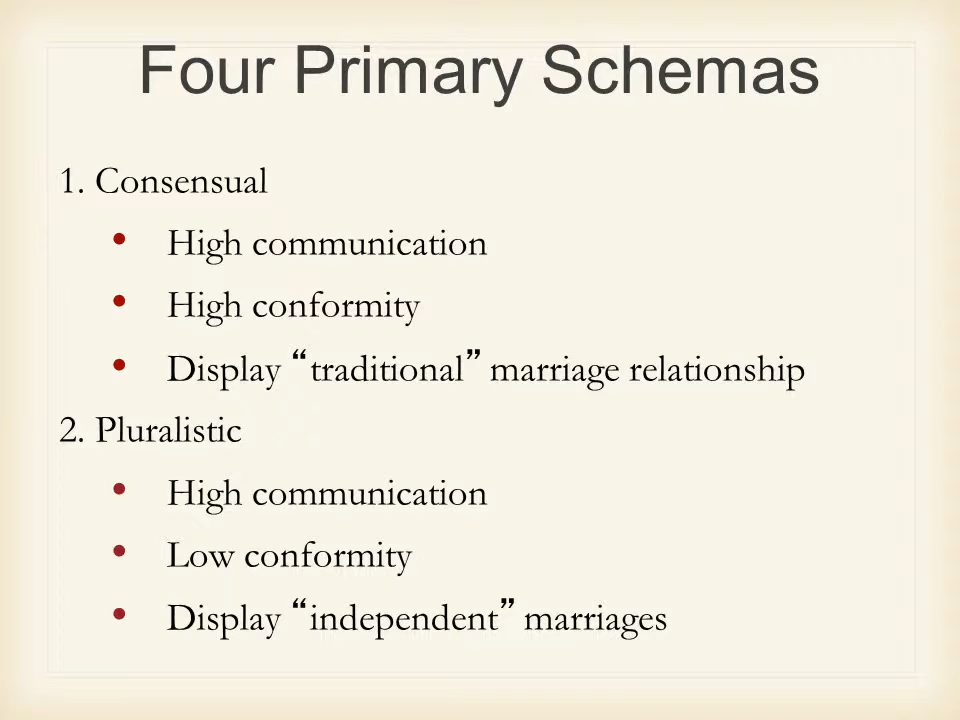 Four Primary Schemas
1. Consensual
• High communication
• High conformity
• Display “traditional” marriage relationship
2. Pluralistic
• High communication
• Low conformity
• Display “independent” marriages